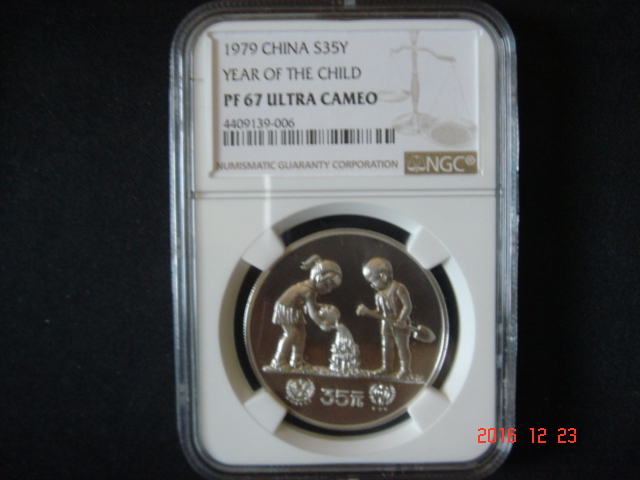 1979 CHINA S35Y
YEAR OF THE CHILD
PF 67 ULTRA CAMEO
4409139-006
NUMISMATIC GUARANTY CORPORATION
NGC®
35元
2016 12 23